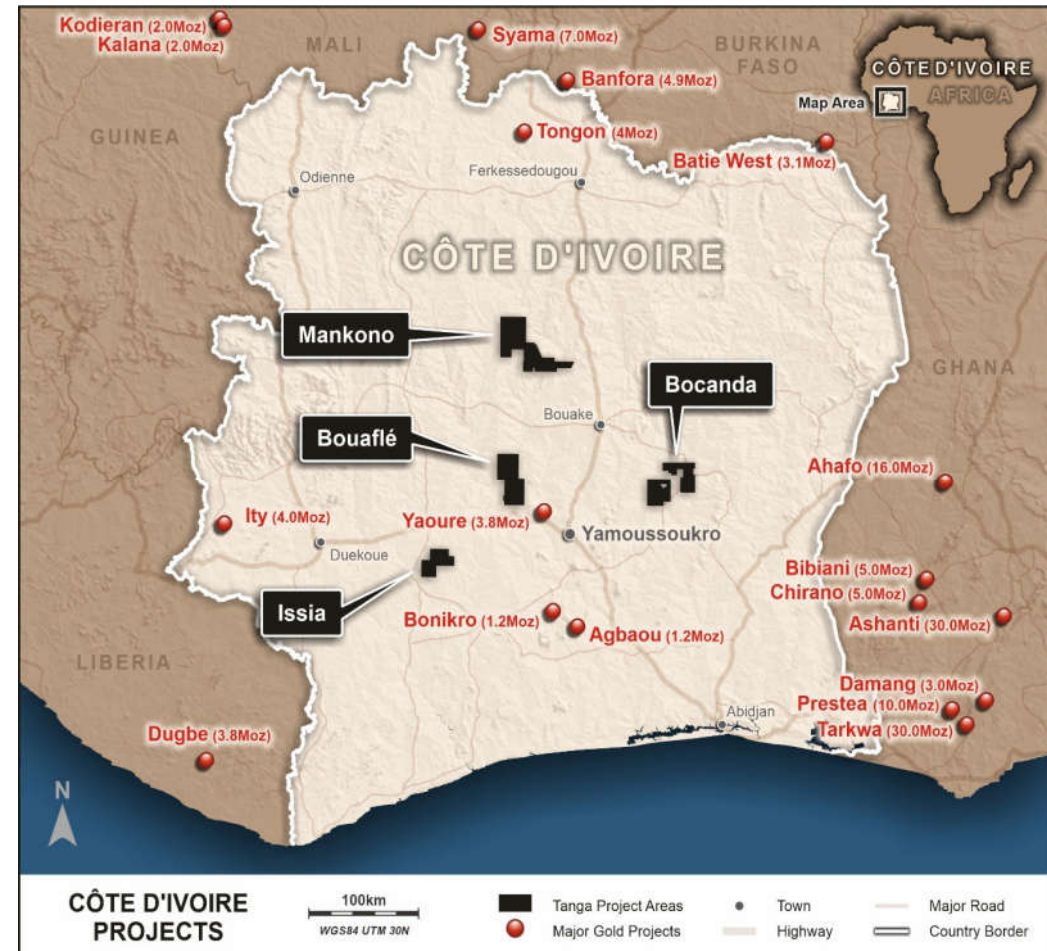 Kodieran (2.0Moz)
Kalana (2.0Moz)
MALI
Syama (7.0Moz)
BURKINA
FASO
CÔTE D'IVOIRE
AFRICA
Map Area
Banfora (4.9Moz)
GUINEA
Tongon (4Moz)
Batie West (3.1Moz)
Odienne
Ferkessedougou
CÔTE D'IVOIRE
Mankono
GHANA
Bocanda
Bouake
Bouaflé
Ahafo (16.0Moz)
Ity (4.0Moz)
Yaoure (3.8Moz)
Yamoussoukro
Duekoue
Bibiani (5.0Moz)
Chirano (5.0Moz)
Issia
Bonikro (1.2Moz)
Ashanti (30.0Moz)
Agbaou (1.2Moz)
LIBERIA
Damang (3.0Moz)
Prestea (10.0Moz)
Abidjan
Tarkwa (30.0Moz)
Dugbe (3.8Moz)
N
CÔTE D'IVOIRE
PROJECTS
100km
WGS84 UTM 30N
Tanga Project Areas
Town
Major Road
Major Gold Projects
Highway
Country Border